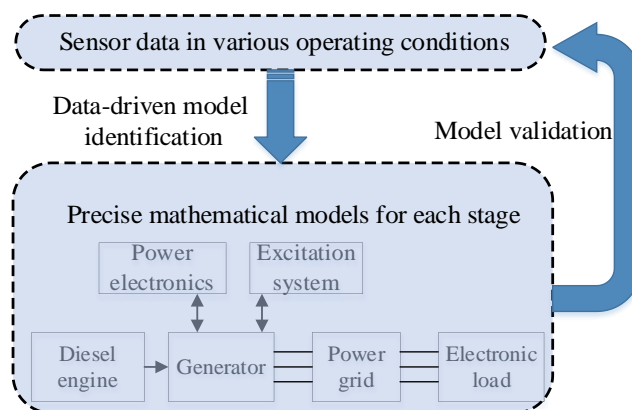 Sensor data in various operating conditions
Data-driven model
identification
Model validation
Precise mathematical models for each stage
Power
electronics
Excitation
system
Diesel
engine
Generator
Power
grid
Electronic
load